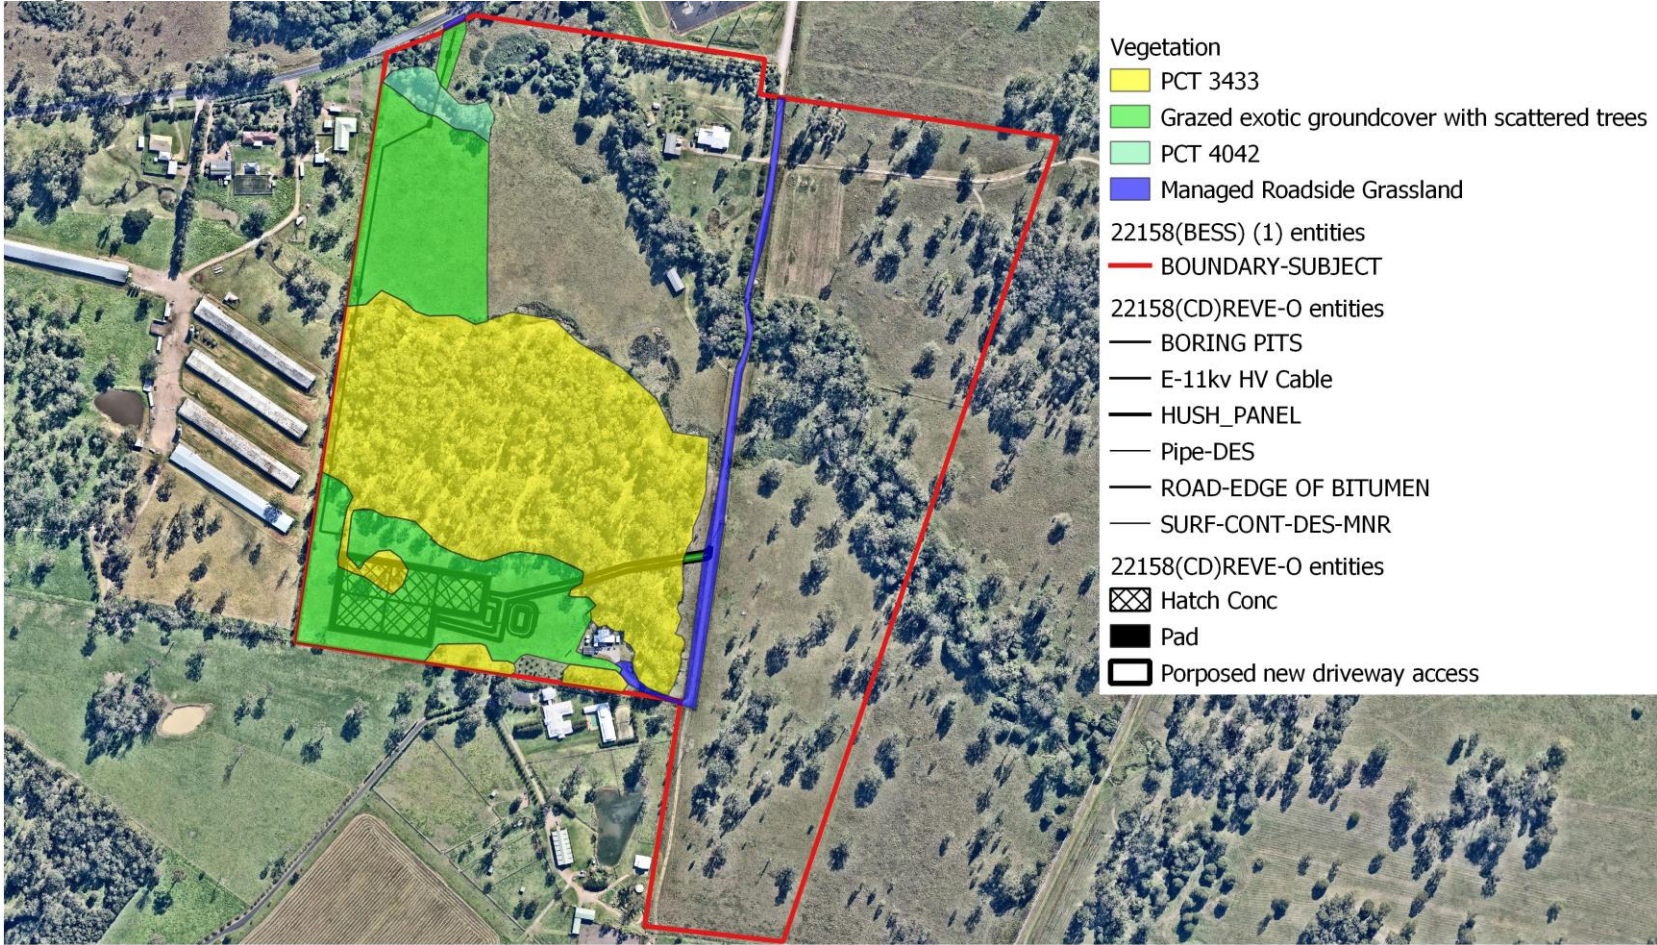 Vegetation
PCT 3433
Grazed exotic groundcover with scattered trees
PCT 4042
Managed Roadside Grassland
22158(BESS) (1) entities
BOUNDARY-SUBJECT
22158(CD)REVE-O entities
BORING PITS
E-11kv HV Cable
HUSH_PANEL
Pipe-DES
ROAD-EDGE OF BITUMEN
SURF-CONT-DES-MNR
22158(CD)REVE-O entities
Hatch Conc
Pad
Porposed new driveway access